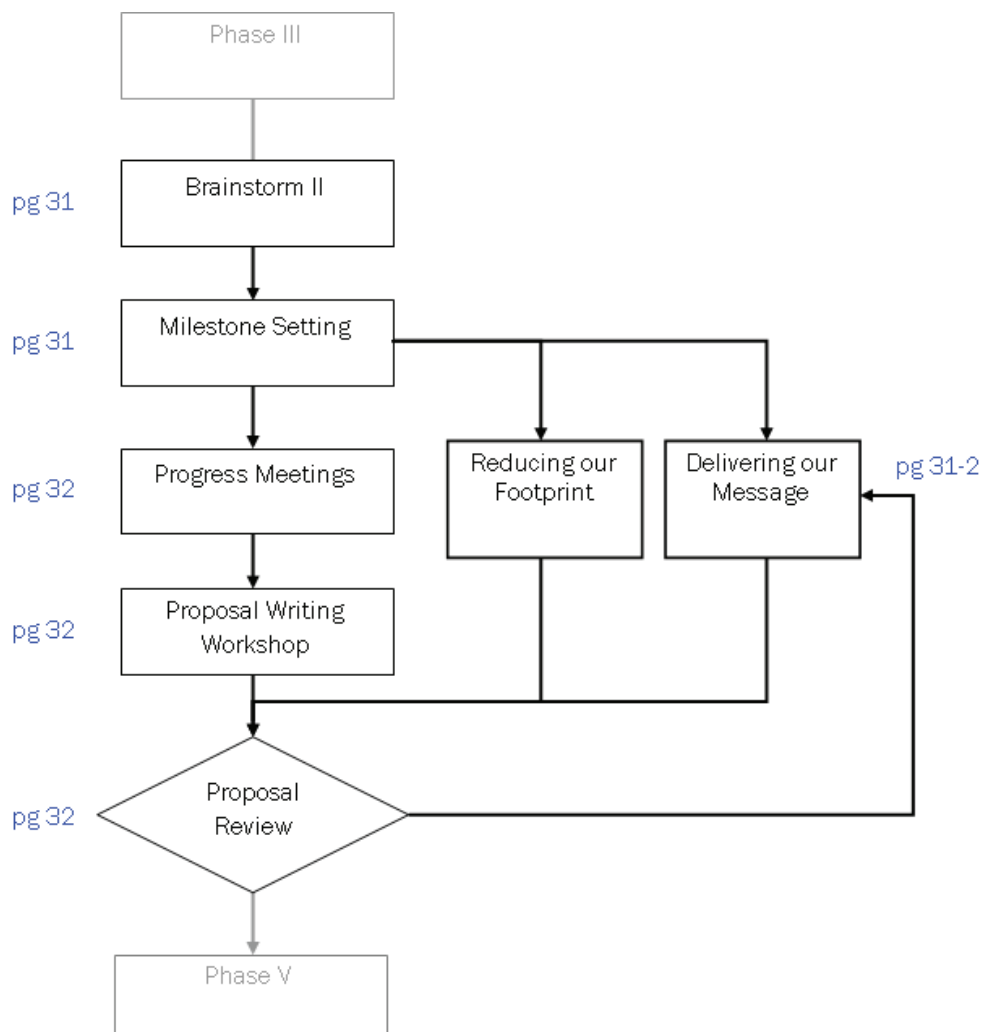 Phase III
pg 31
Brainstorm II
pg 31
Milestone Setting
pg 32
Progress Meetings
Reducing our
Footprint
Delivering our
Message
pg 31-2
pg 32
Proposal Writing
Workshop
pg 32
Proposal
Review
Phase V